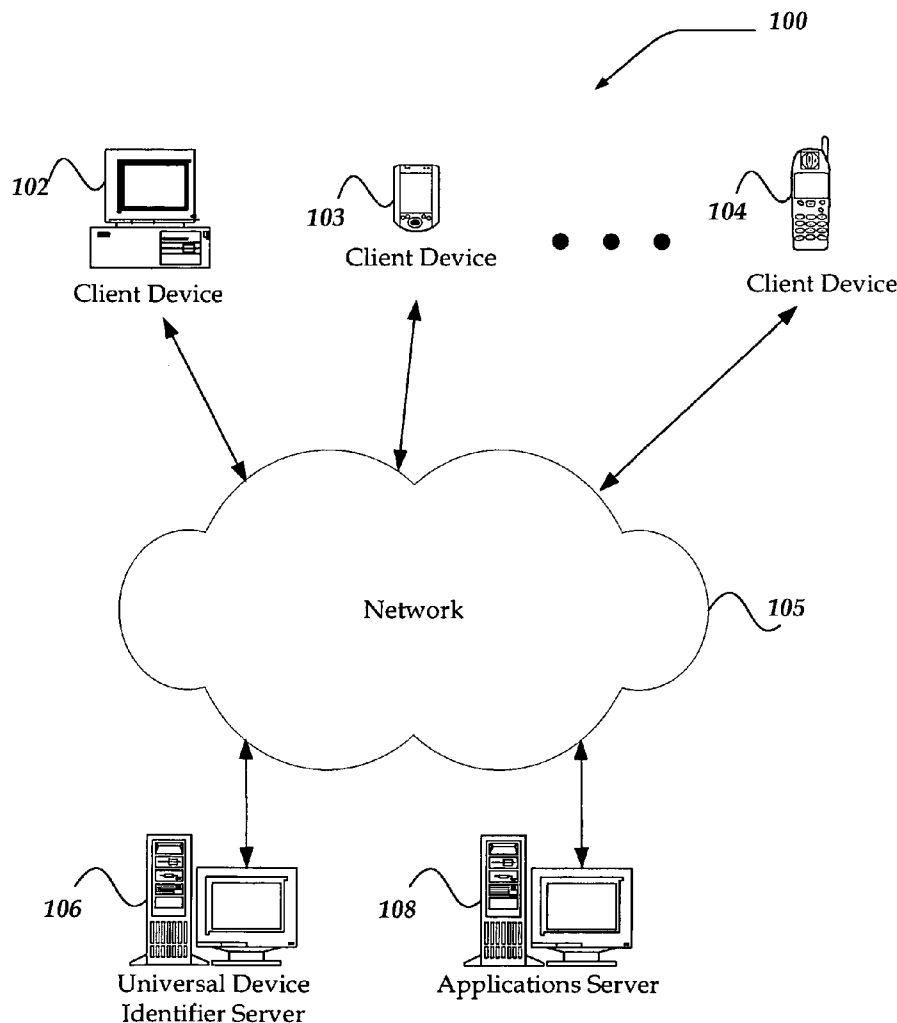 100
102
103
104
Client Device
Client Device
Client Device
Network
105
106
108
Universal Device
Identifier Server
Applications Server